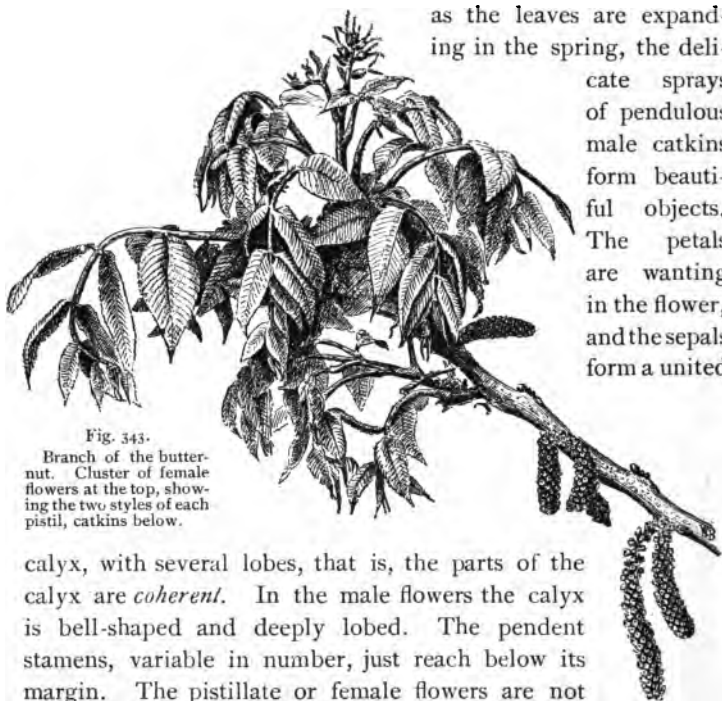 as the leaves are expand-
ing in the spring, the deli-
cate sprays
of pendulous
male catkins
form beauti-
ful objects.
The petals
are wanting
in the flower,
and the sepals
form a united
Fig. 343.
Branch of the butter-
nut. Cluster of female
flowers at the top, show-
ing the two styles of each
pistil, catkins below.
calyx, with several lobes, that is, the parts of the
calyx are coherent. In the male flowers the calyx
is bell-shaped and deeply lobed. The pendent
stamens, variable in number, just reach below its
margin. The pistillate or female flowers are not